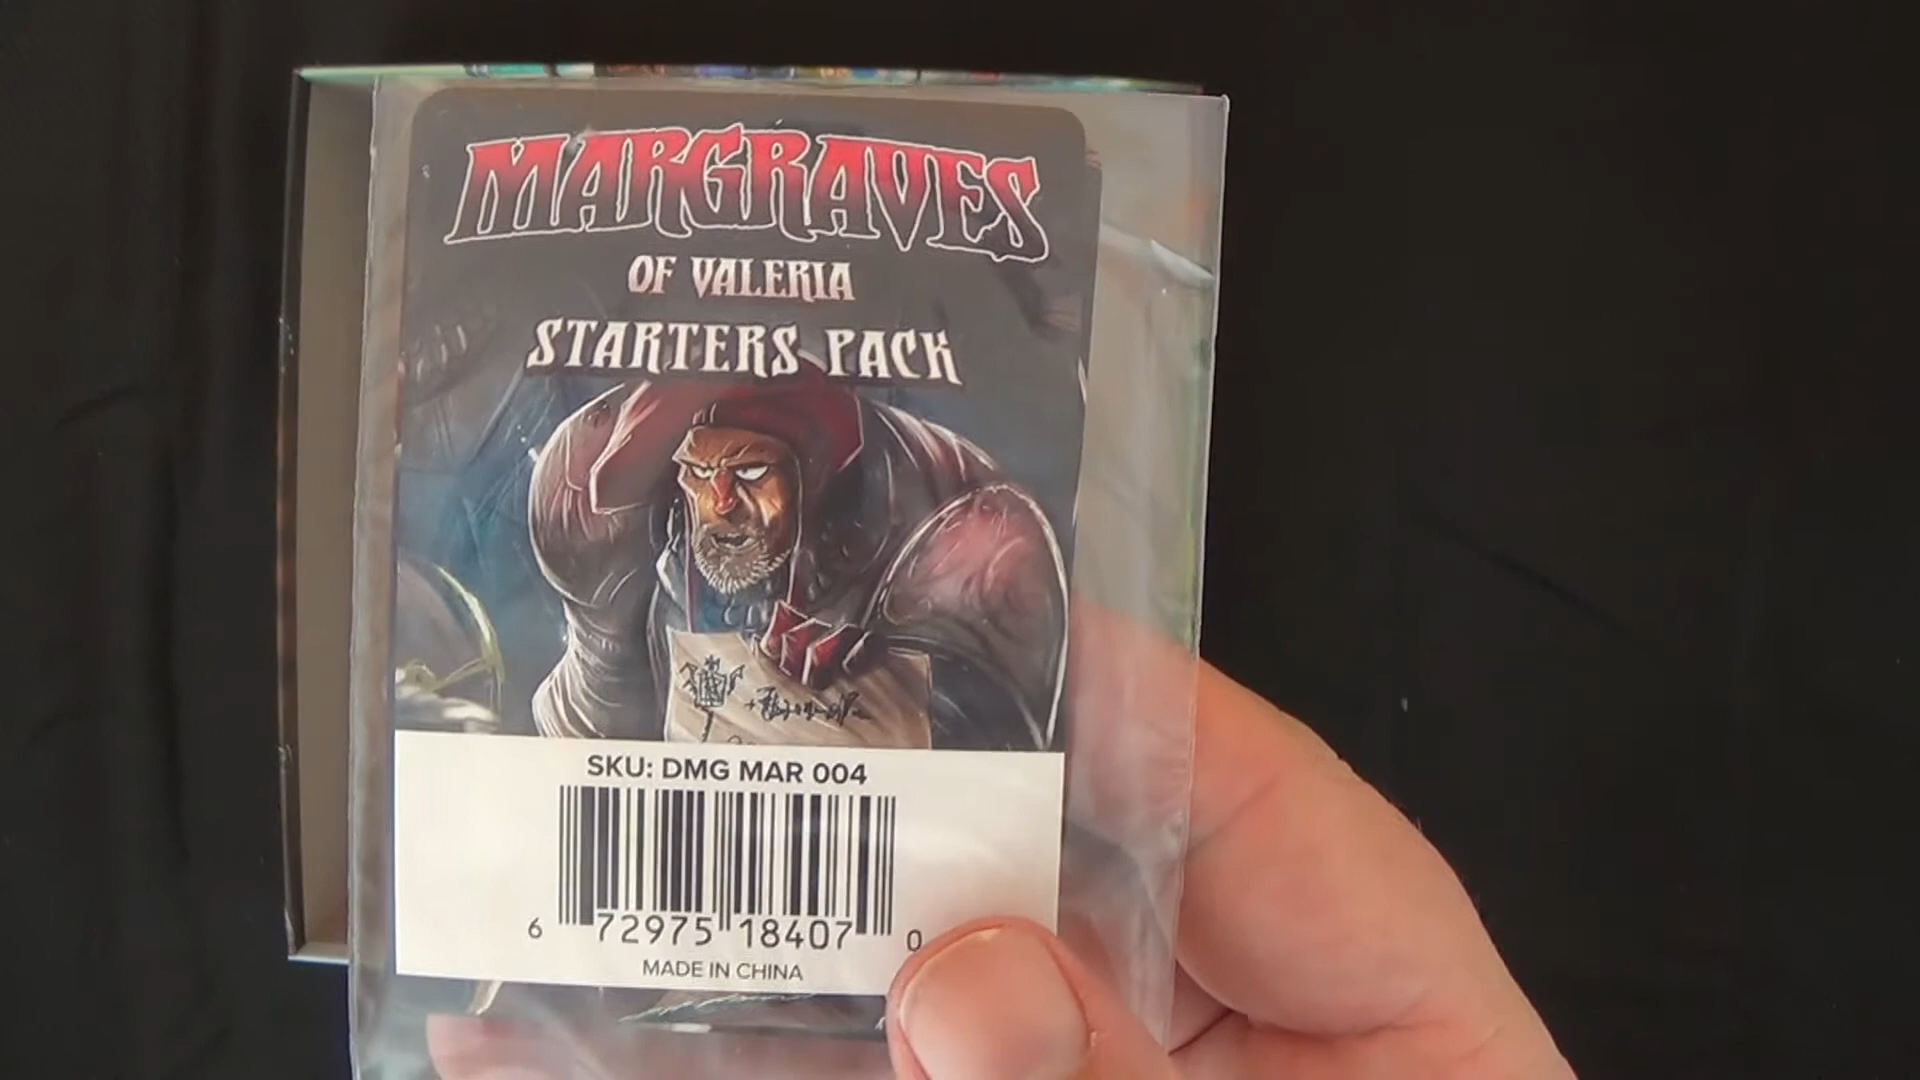 MARGRAVES
OF VALERIA
STARTERS PACK
SKU: DMG MAR 004
6 72975 18407 0
MADE IN CHINA